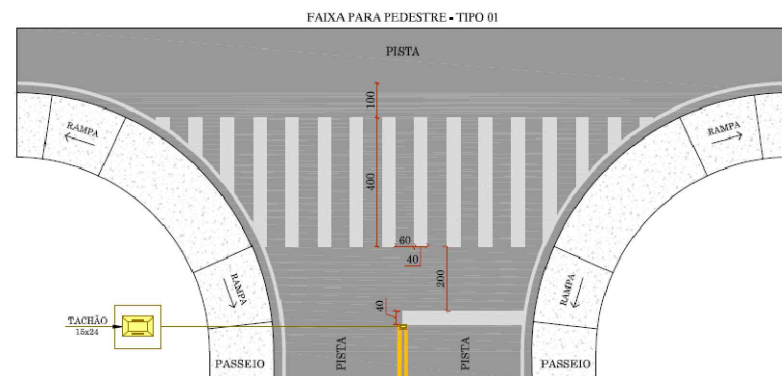 FAIXA PARA PEDESTRE - TIPO 01
PISTA
100
RAMPA
RAMPA
400
60
40
200
RAMPA
RAMPA
40
TACHÃO
15x24
PASSEIO
PISTA
PISTA
PASSEIO